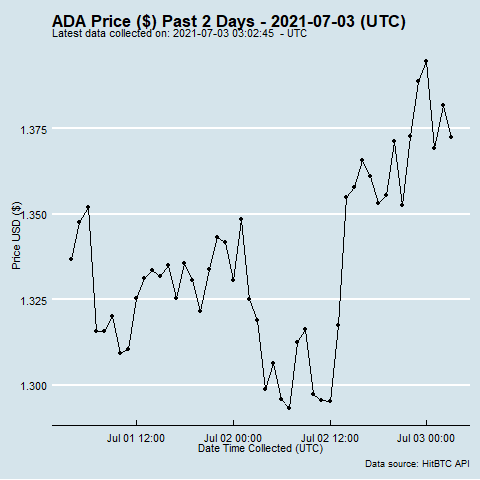 ADA Price ($) Past 2 Days - 2021-07-03 (UTC)
Latest data collected on: 2021-07-03 03:02:45 - UTC
Price USD ($)
1.375
1.350
1.325
1.300
Jul 01 12:00 Jul 02 00:00 Jul 02 12:00 Jul 03 00:00
Date Time Collected (UTC)
Data source: HitBTC API